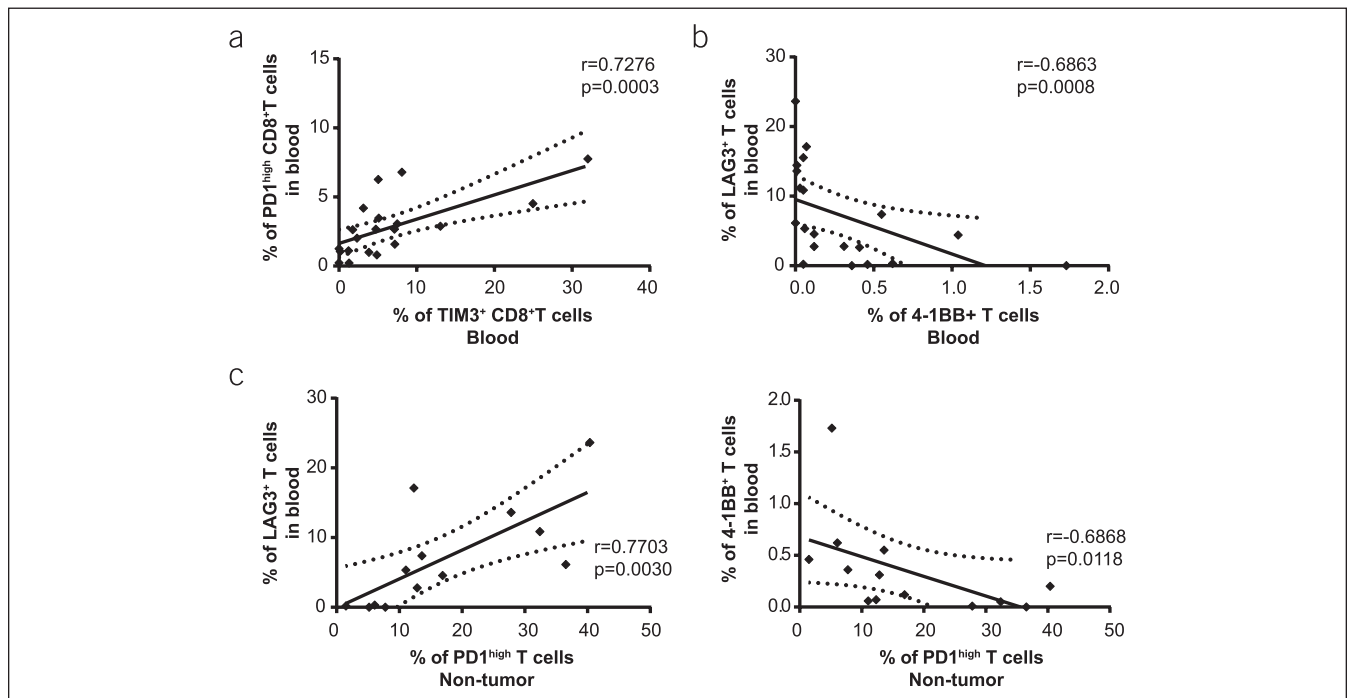 a
% of PD1high CD8+T cells
in blood
15
10
5
0
r=0.7276
p=0.0003
0 10 20 30 40
% of TIM3+ CD8+T cells
Blood
b
% of LAG3+ T cells
in blood
30
20
10
0
r=-0.6863
p=0.0008
0.0 0.5 1.0 1.5 2.0
% of 4-1BB+ T cells
Blood
c
% of LAG3+ T cells
in blood
30
20
10
0
r=0.7703
p=0.0030
0 10 20 30 40 50
% of PD1high T cells
Non-tumor
% of 4-1BB+ T cells
in blood
2.0
1.5
1.0
0.5
0.0
r=-0.6868
p=0.0118
0 10 20 30 40 50
% of PD1high T cells
Non-tumor